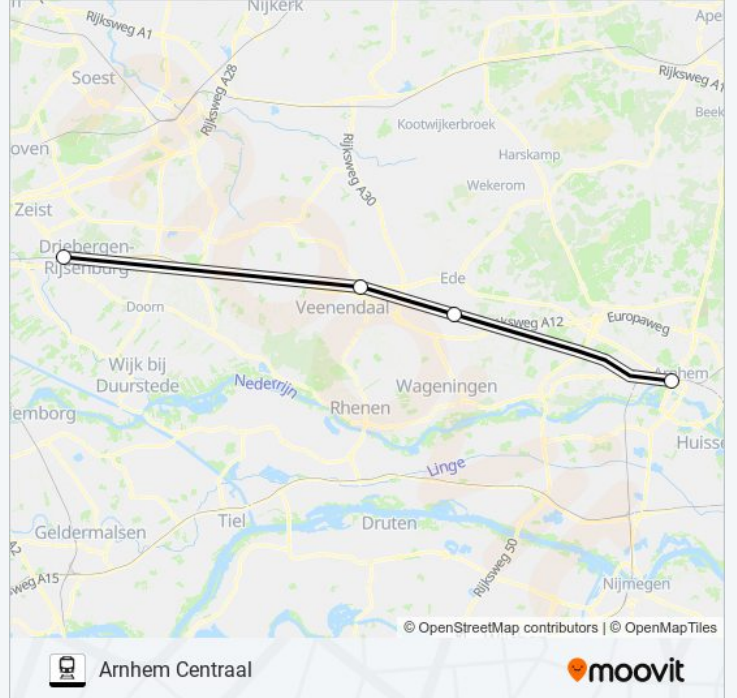 Nijkerk
Rijksweg A1
Ape
Soest
Rijksweg A28
Rijksweg A1
Beek
Kootwijkerbroek
oven
Harskamp
Rijksweg A30
Wekerom
Zeist
Driebergen-
Rijsenburg
Ede
Doorn
Veenendaal
ksweg A12
Europaweg
Wijk bij
Duurstede
Nederrijn
Wageningen
Arnhem
emborg
Rhenen
Huisse
Linge
Tiel
Druten
Geldermalsen
A2
weg A15
Rijksweg 50
Nijmegen
© OpenStreetMap contributors | © OpenMapTiles
Arnhem Centraal
moovit